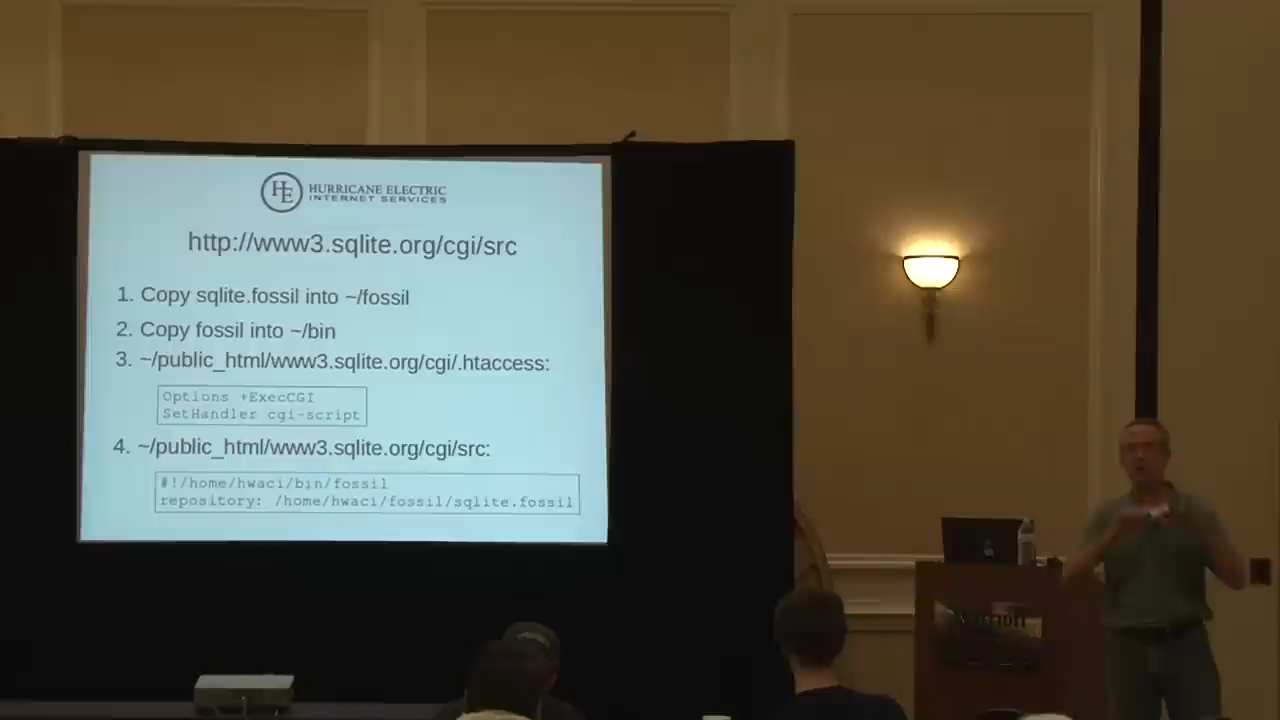 HE HURRICANE ELECTRIC
INTERNET SERVICES
http://www3.sqlite.org/cgi/src
1. Copy sqlite.fossil into ~/fossil
2. Copy fossil into ~/bin
3. ~/public_html/www3.sqlite.org/cgi/.htaccess:
Options +ExecCGI
SetHandler cgi-script
4. ~/public_html/www3.sqlite.org/cgi/src:
#!/home/hwaci/bin/fossil
repository: /home/hwaci/fossil/sqlite.fossil
Marriott